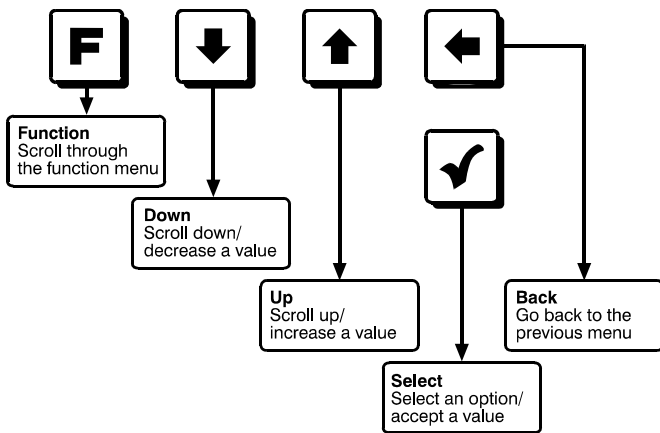 F
Function
Scroll through
the function menu
Down
Scroll down/
decrease a value
Up
Scroll up/
increase a value
Back
Go back to the
previous menu
Select
Select an option/
accept a value